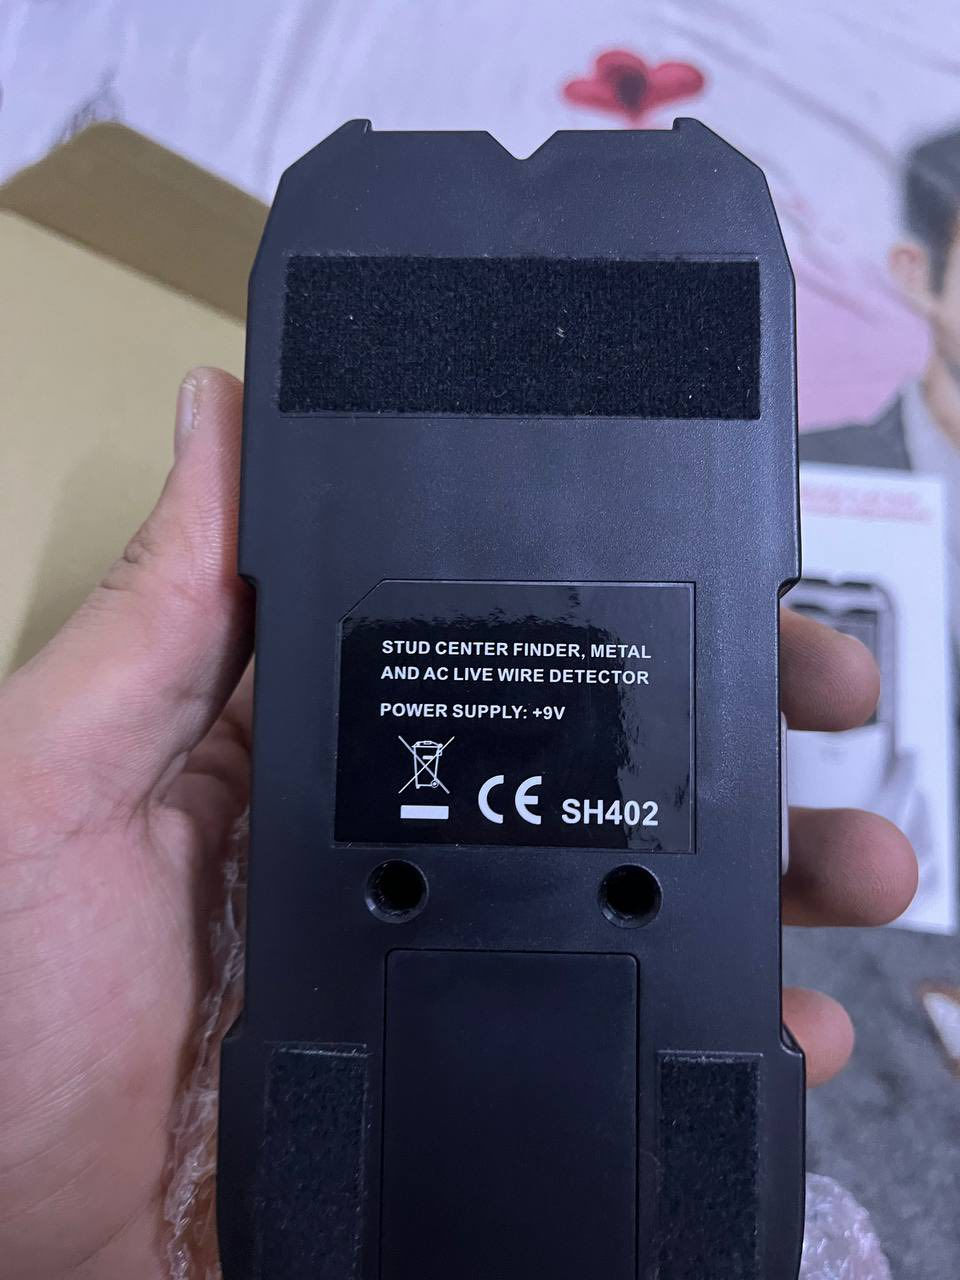 STUD CENTER FINDER, METAL
AND AC LIVE WIRE DETECTOR
POWER SUPPLY: +9V
CE SH402